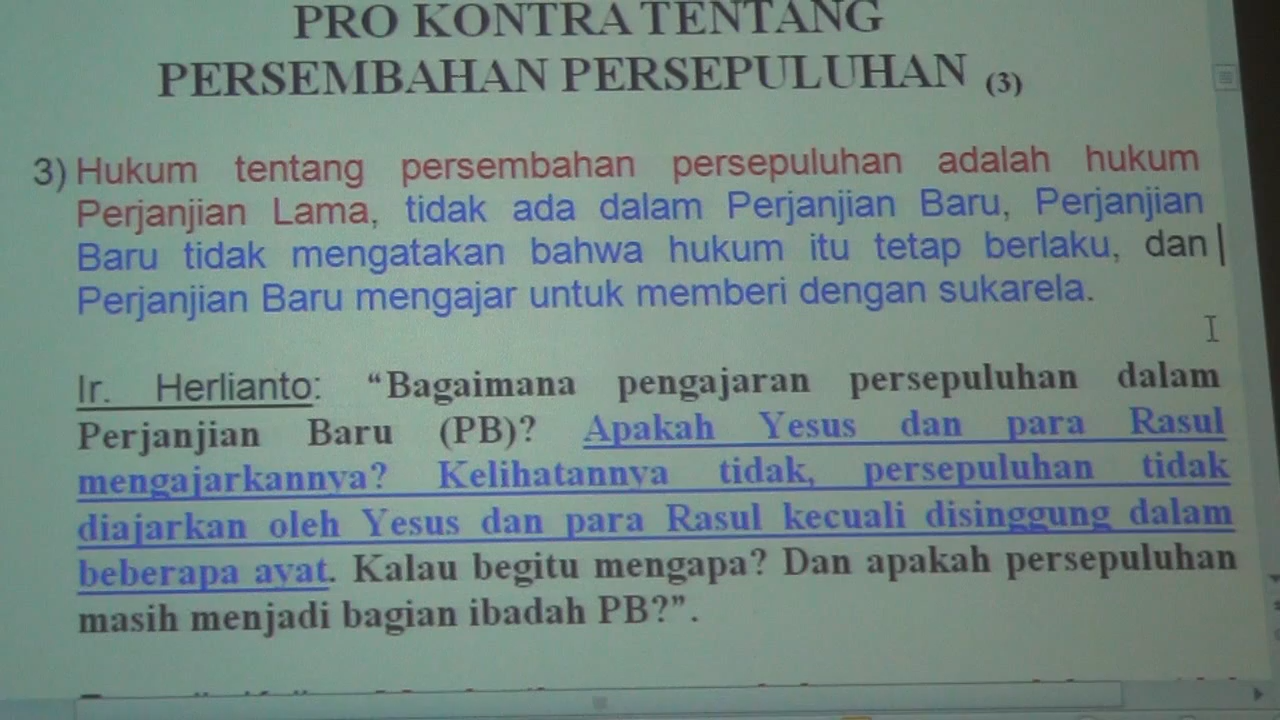 PRO KONTRA TENTANG
PERSEMBAHAN PERSEPULUHAN (3)
3) Hukum tentang persembahan persepuluhan adalah hukum
Perjanjian Lama, tidak ada dalam Perjanjian Baru, Perjanjian
Baru tidak mengatakan bahwa hukum itu tetap berlaku, dan
Perjanjian Baru mengajar untuk memberi dengan sukarela.
Ir. Herlianto: “Bagaimana pengajaran persepuluhan dalam
Perjanjian Baru (PB)? Apakah Yesus dan para Rasul
mengajarkannya? Kelihatannya tidak, persepuluhan tidak
diajarkan oleh Yesus dan para Rasul kecuali disinggung dalam
beberapa ayat. Kalau begitu mengapa? Dan apakah persepuluhan
masih menjadi bagian ibadah PB?”.